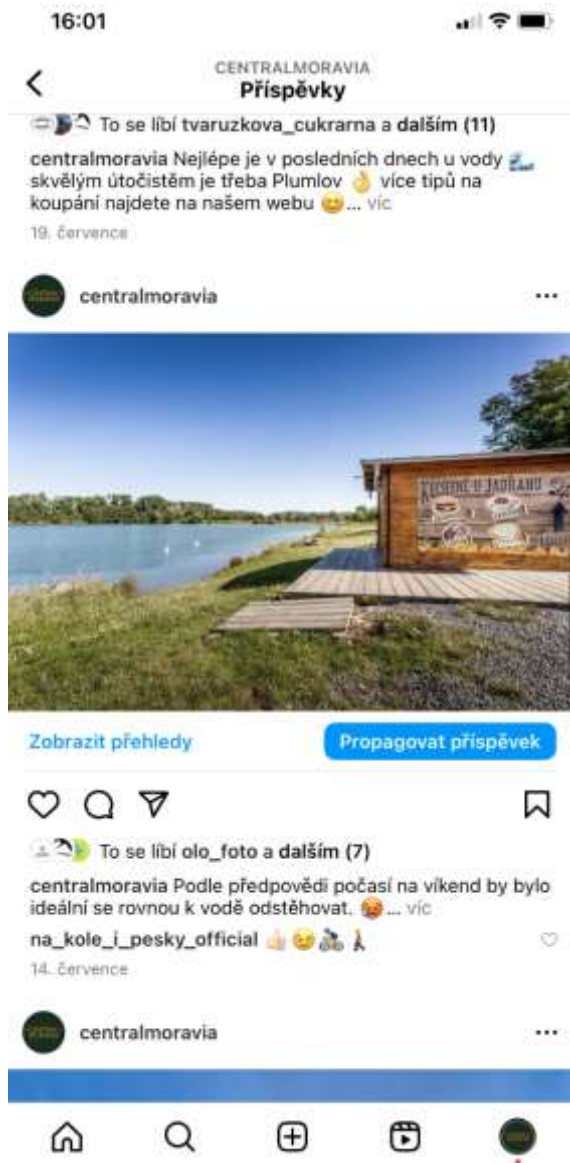 16:01
CENTRALMORAVIA
Příspěvky
To se líbí tvaruzkova_cukrarna a dalším (11)
centralmoravia Nejlépe je v posledních dnech u vody 🌊
skvělým útočistěm je třeba Plumlov 👌 více tipů na
koupání najdete na našem webu 😊... víc
19. července
centralmoravia
KUCHYNĚ U JADRANU
Zobrazit přehledy
Propagovat příspěvek
To se líbí olo_foto a dalším (7)
centralmoravia Podle předpovědi počasí na víkend by bylo
ideální se rovnou k vodě odstěhovat. 🥵... víc
na_kole_i_pesky_official 👍😉🚴🚶
14. července
centralmoravia